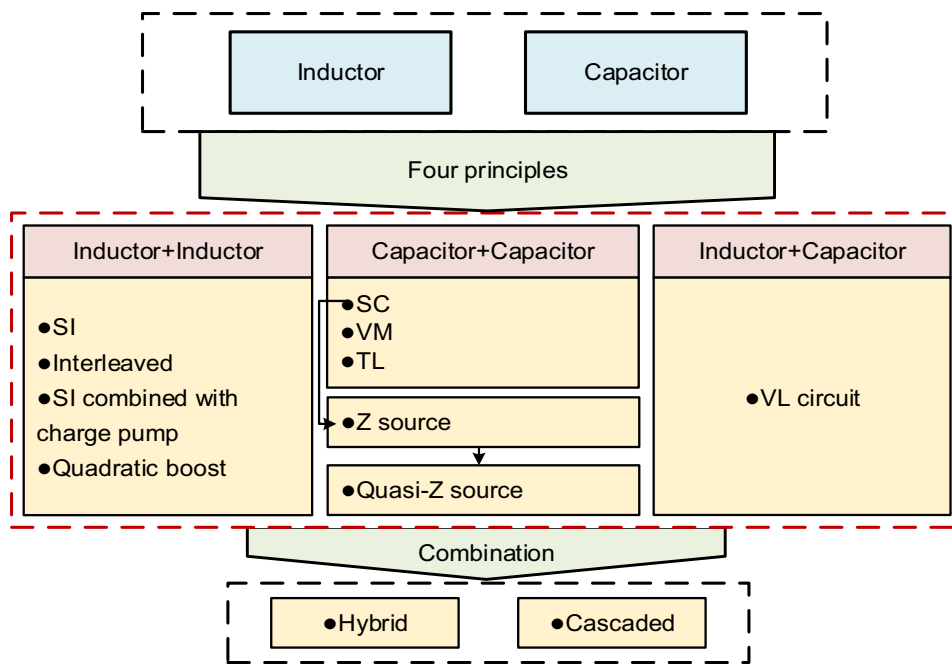 Inductor
Capacitor
Four principles
Inductor+Inductor
●SI
●Interleaved
●SI combined with
charge pump
●Quadratic boost
Capacitor+Capacitor
●SC
●VM
●TL
●Z source
●Quasi-Z source
Inductor+Capacitor
●VL circuit
Combination
●Hybrid
●Cascaded